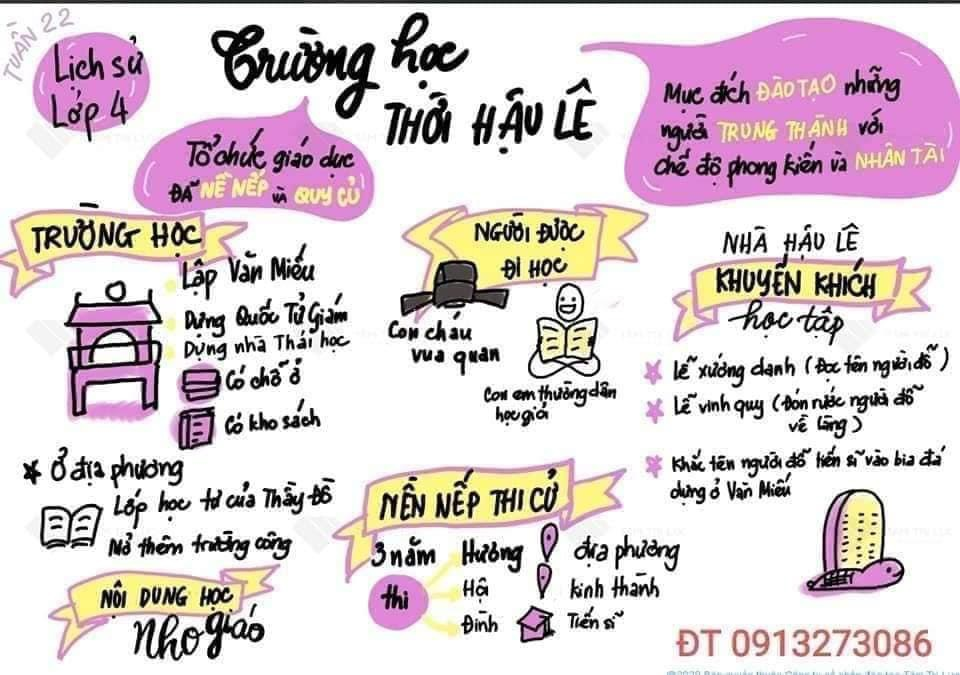 TUẦN 22
Lịch sử
Lớp 4
Trường học
THỜI HẬU LÊ
Tổ chức giáo dục
ĐÃ NỀ NẾP VÀ QUY CỦ
Mục đích ĐÀO TẠO những
người TRUNG THÀNH với
chế độ phong kiến và NHÂN TÀI
TRƯỜNG HỌC
Lập Văn Miếu
Dựng Quốc Tử Giám
Dựng nhà Thái học
Có chỗ ở
Có kho sách
Ở địa phương
Lớp học tư của Thầy Đồ
Mở thêm trường công
NỘI DUNG HỌC
Nho giáo
NGƯỜI ĐƯỢC
ĐI HỌC
Con cháu
vua quan
Con em thường dân
học giỏi
NỀN NẾP THI CỬ
3 năm
thi
Hương
địa phương
Hội
kinh thành
Đình
Tiến sĩ
NHÀ HẬU LÊ
KHUYẾN KHÍCH
học tập
Lễ xướng danh (Đọc tên người đỗ)
Lễ vinh quy (Đón rước người đỗ
về làng)
Khắc tên người đỗ tiến sĩ vào bia đá
dựng ở Văn Miếu
ĐT 0913273086